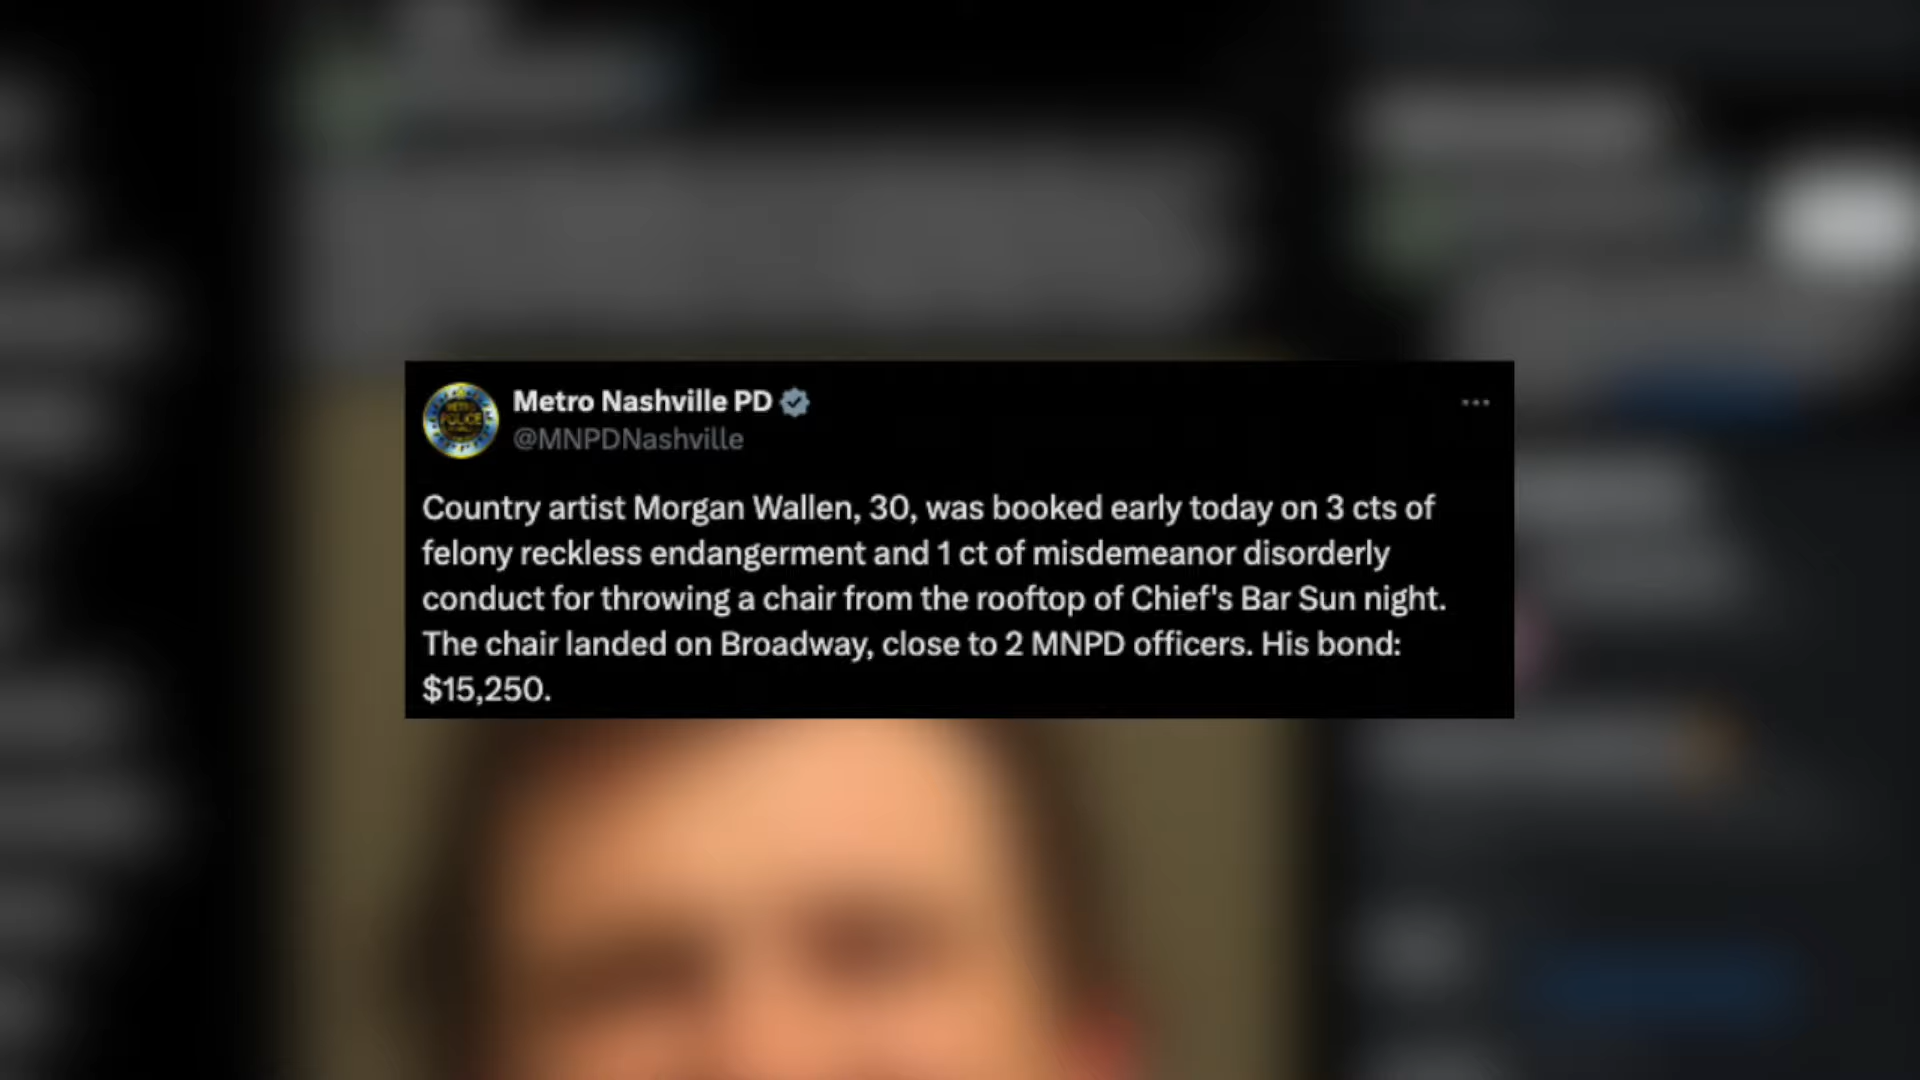 Metro Nashville PD
@MNPDNashville
Country artist Morgan Wallen, 30, was booked early today on 3 cts of
felony reckless endangerment and 1 ct of misdemeanor disorderly
conduct for throwing a chair from the rooftop of Chief's Bar Sun night.
The chair landed on Broadway, close to 2 MNPD officers. His bond:
$15,250.